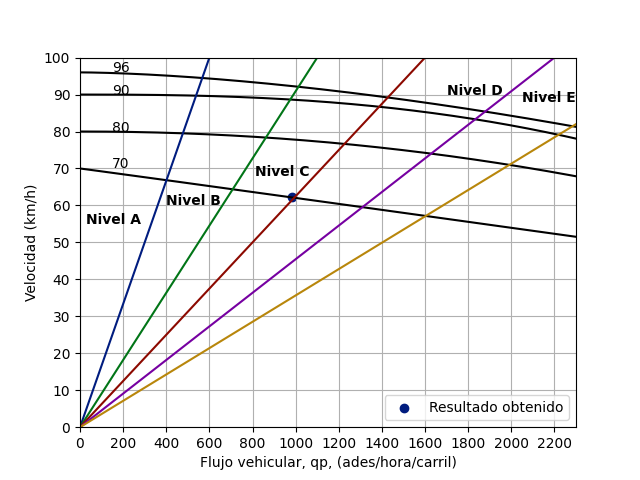 100
90
80
70
60
50
40
30
20
10
0
Velocidad (km/h)
96
90
80
70
Nivel A
Nivel B
Nivel C
Nivel D
Nivel E
Resultado obtenido
0 200 400 600 800 1000 1200 1400 1600 1800 2000 2200
Flujo vehicular, qp, (ades/hora/carril)